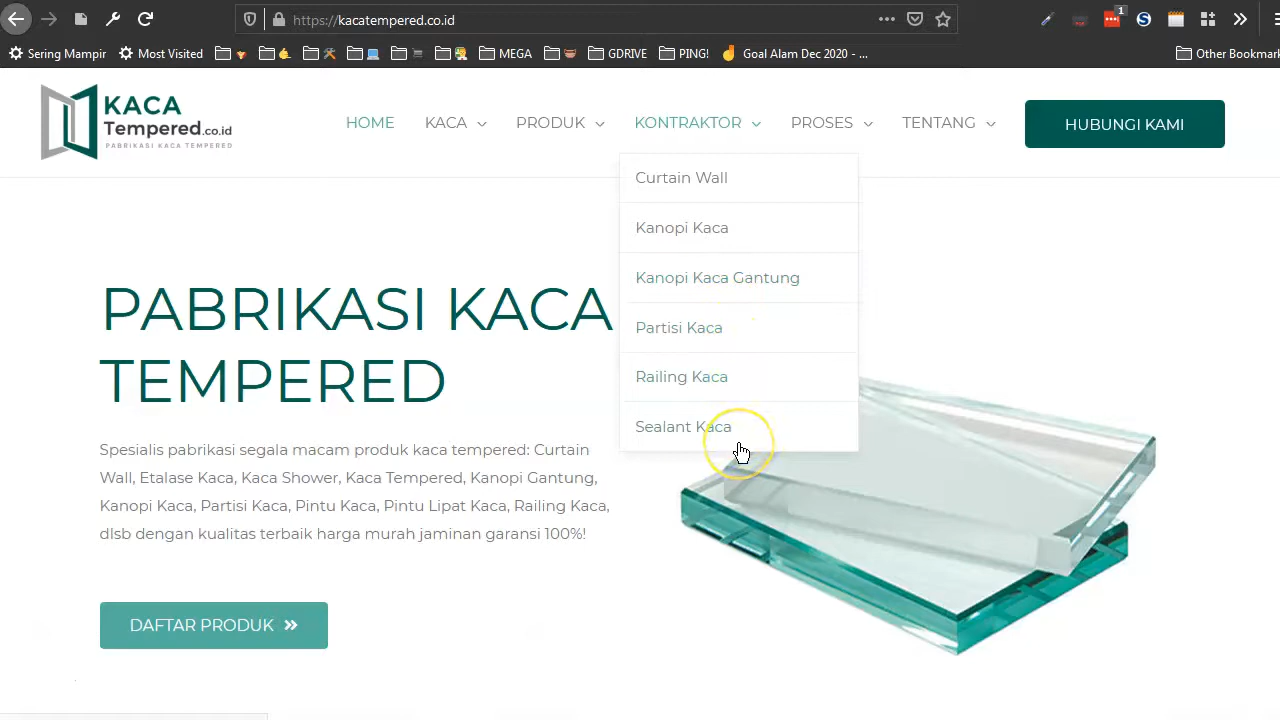 https://kacatempered.co.id
1
Sering Mampir
Most Visited
MEGA
GDRIVE
PING!
Goal Alam Dec 2020 - ...
Other Bookmar
KACA
Tempered.co.id
PABRIKASI KACA TEMPERED
HOME
KACA
PRODUK
KONTRAKTOR
PROSES
TENTANG
HUBUNGI KAMI
Curtain Wall
Kanopi Kaca
Kanopi Kaca Gantung
Partisi Kaca
Railing Kaca
Sealant Kaca
PABRIKASI KACA
TEMPERED
Spesialis pabrikasi segala macam produk kaca tempered: Curtain
Wall, Etalase Kaca, Kaca Shower, Kaca Tempered, Kanopi Gantung,
Kanopi Kaca, Partisi Kaca, Pintu Kaca, Pintu Lipat Kaca, Railing Kaca,
dlsb dengan kualitas terbaik harga murah jaminan garansi 100%!
DAFTAR PRODUK »